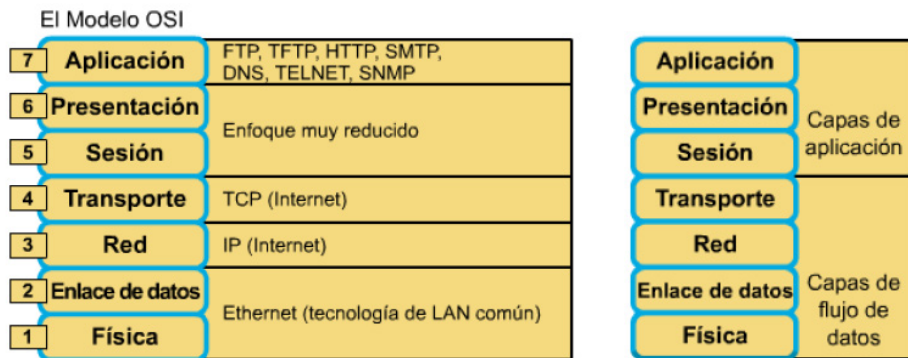 El Modelo OSI
7 Aplicación FTP, TFTP, HTTP, SMTP,
DNS, TELNET, SNMP
6 Presentación
Enfoque muy reducido
5 Sesión
4 Transporte TCP (Internet)
3 Red IP (Internet)
2 Enlace de datos
Ethernet (tecnología de LAN común)
1 Física
Aplicación
Presentación
Sesión
Capas de
aplicación
Transporte
Red
Enlace de datos
Física
Capas de
flujo de
datos